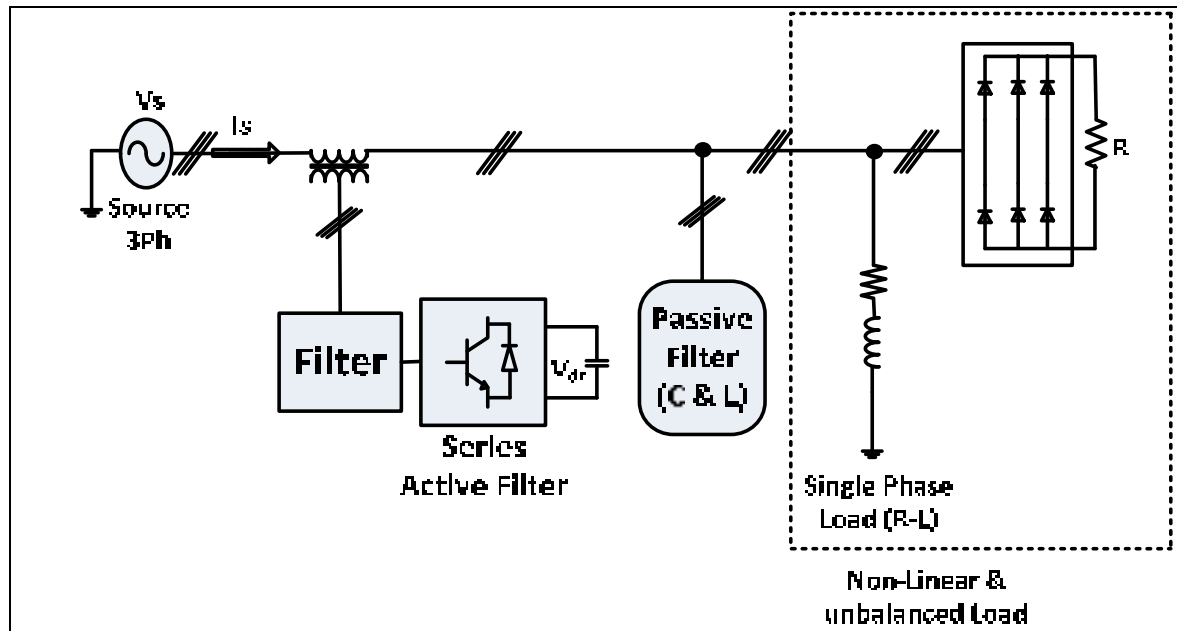 Vs
Is
Source
3Ph
Filter
Vdc
Series
Active Filter
Passive
Filter
(C & L)
R
Single Phase
Load (R-L)
Non-Linear &
unbalanced Load